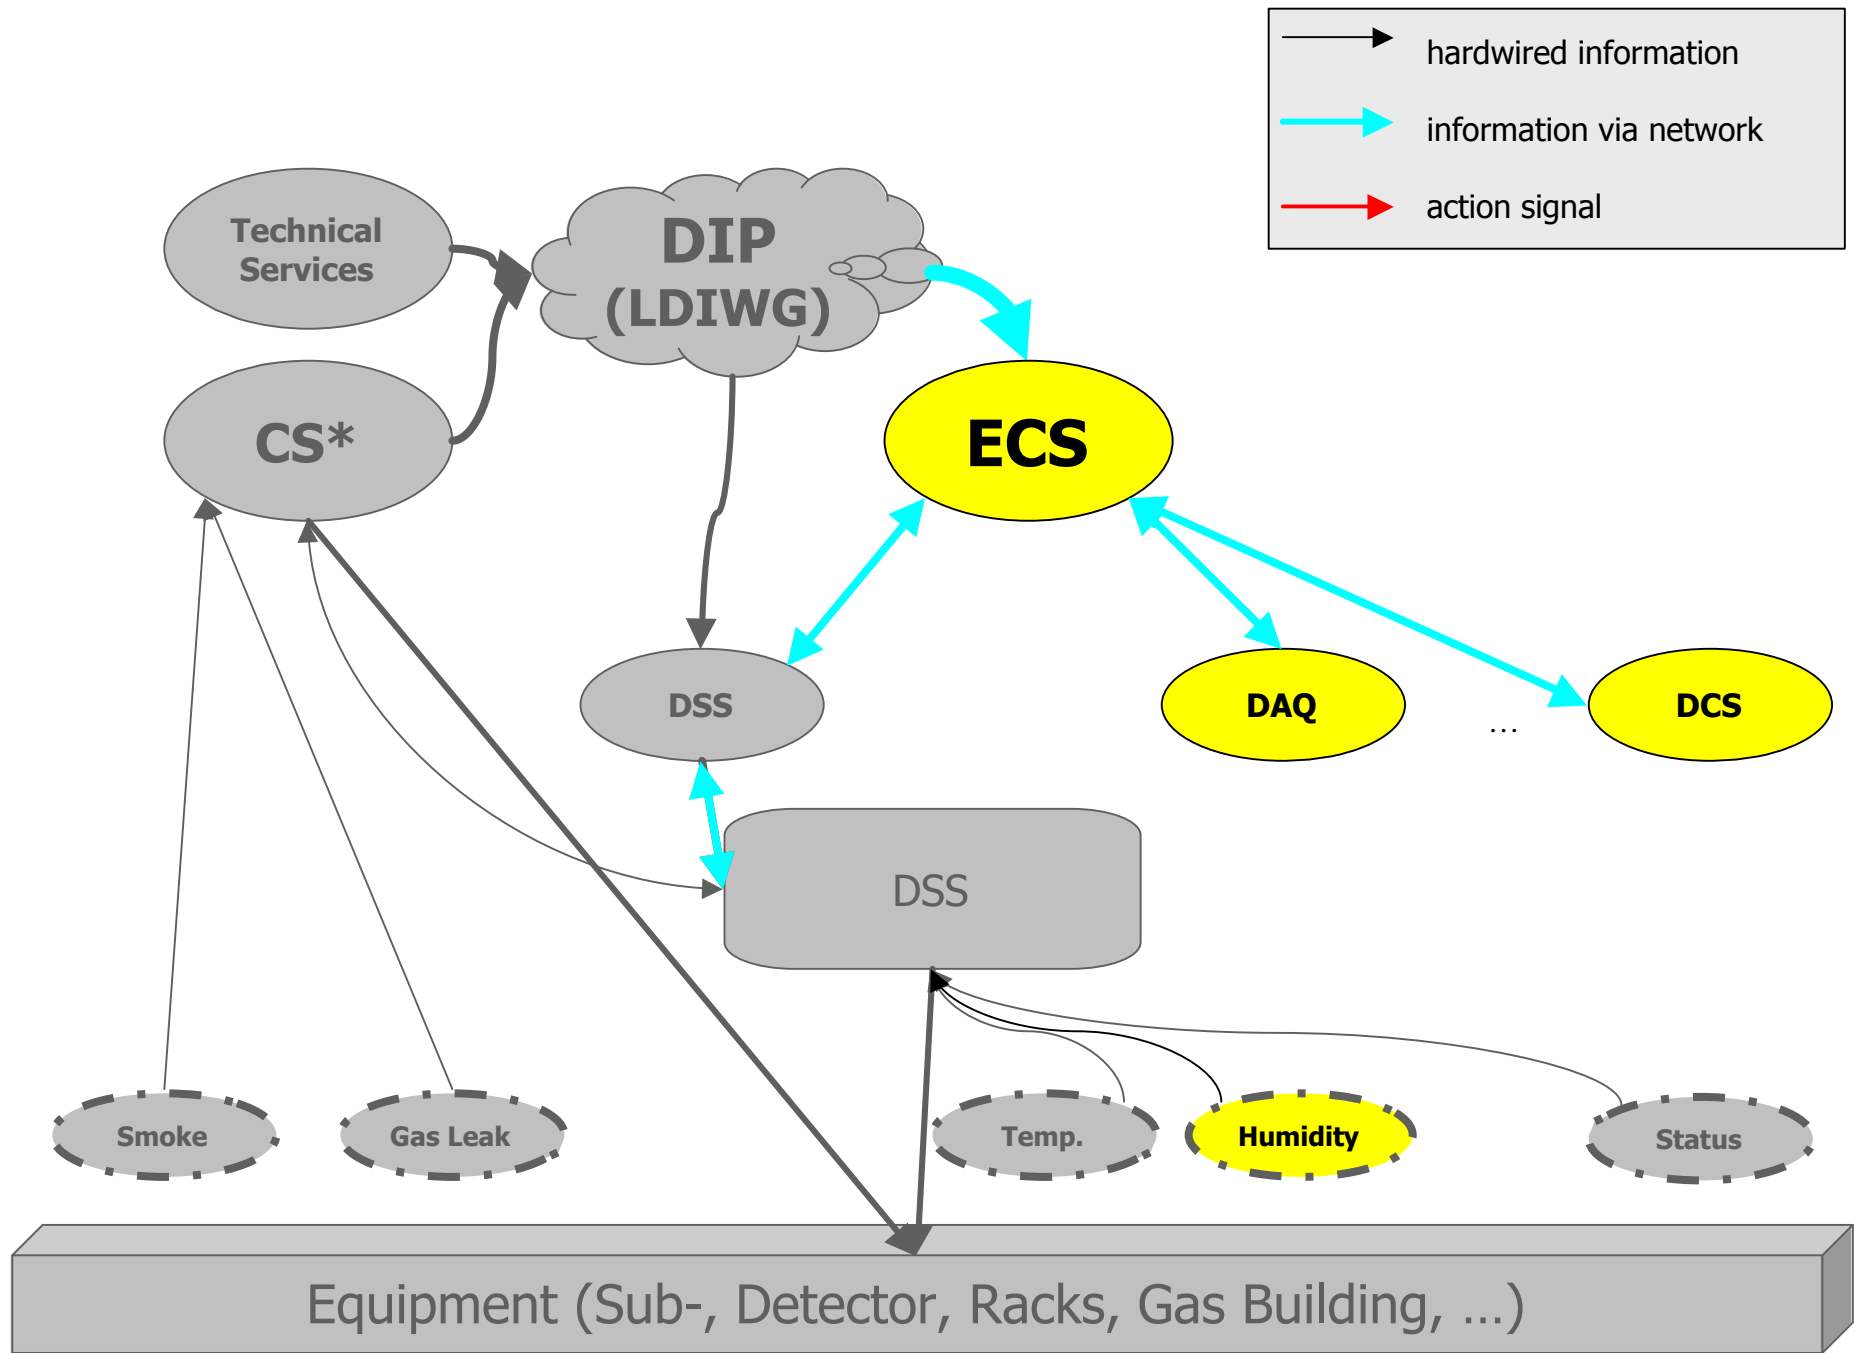 hardwired information
information via network
action signal
Technical
Services
DIP
(LDIWG)
CS*
ECS
DSS
DAQ
...
DCS
DSS
Smoke
Gas Leak
Temp.
Humidity
Status
Equipment (Sub-, Detector, Racks, Gas Building, ...)